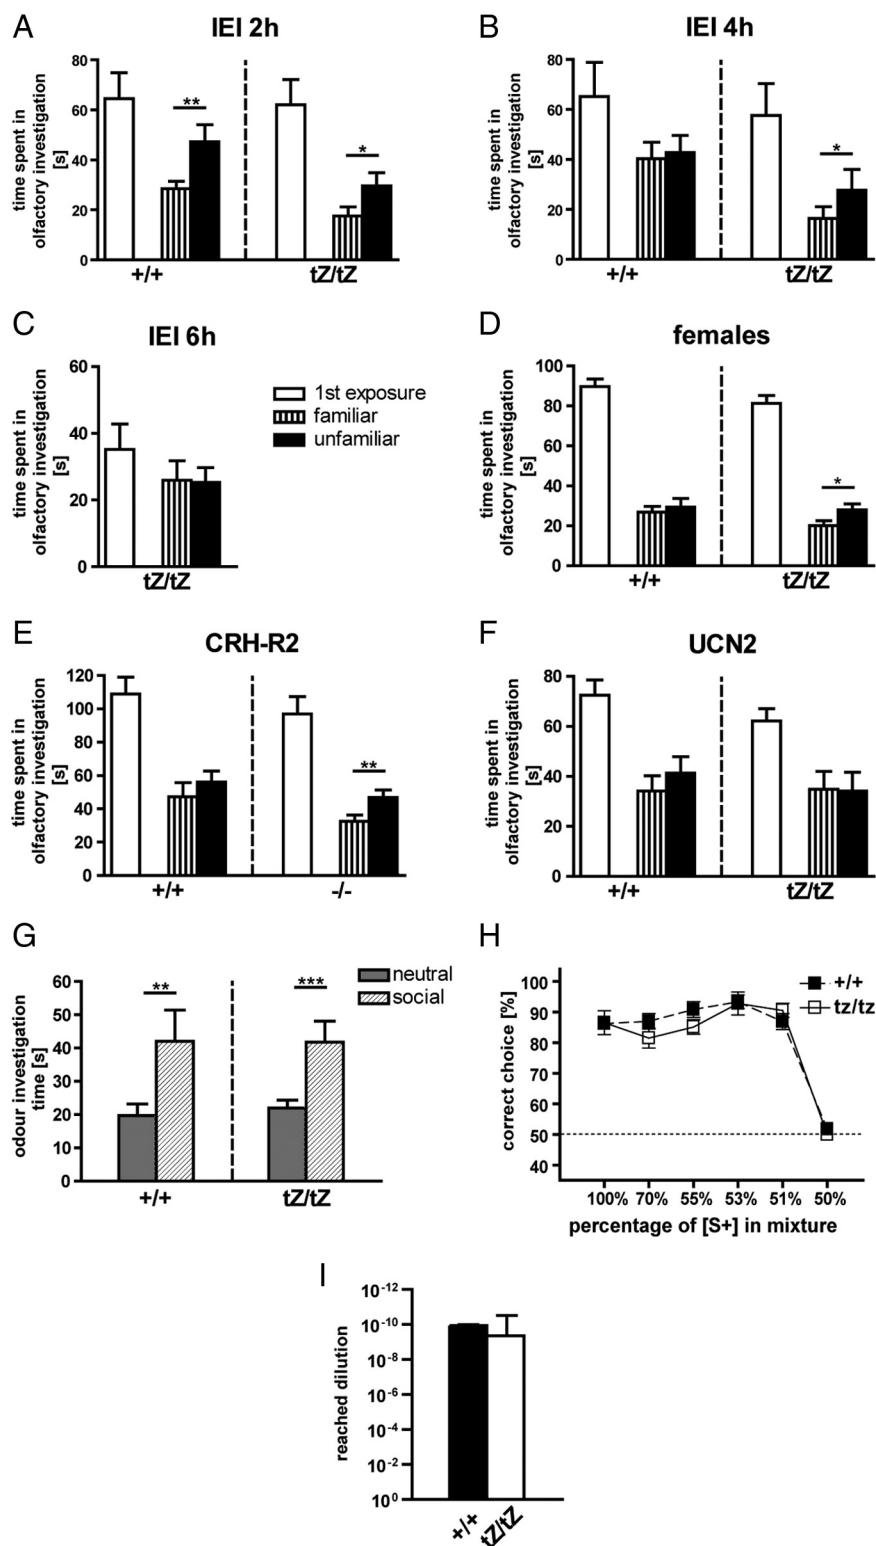 A
IEI 2h
time spent in
olfactory investigation
[s]
80
60
40
20
0
**
*
+/+
tZ/tZ
B
IEI 4h
time spent in
olfactory investigation
[s]
80
60
40
20
0
*
+/+
tZ/tZ
C
IEI 6h
time spent in
olfactory investigation
[s]
60
40
20
0
tZ/tZ
1st exposure
familiar
unfamiliar
D
females
time spent in
olfactory investigation
[s]
100
80
60
40
20
0
*
+/+
tZ/tZ
E
CRH-R2
time spent in
olfactory investigation
[s]
120
100
80
60
40
20
0
**
+/+
-/-
F
UCN2
time spent in
olfactory investigation
[s]
80
60
40
20
0
+/+
tZ/tZ
G
odour investigation
time [s]
60
50
40
30
20
10
0
**
***
+/+
tZ/tZ
neutral
social
H
correct choice [%]
100
90
80
70
60
50
40
+/+
tz/tz
100% 70% 55% 53% 51% 50%
percentage of [S+] in mixture
I
reached dilution
10⁻¹²
10⁻¹⁰
10⁻⁸
10⁻⁶
10⁻⁴
10⁻²
10⁰
+/+
tZ/tZ